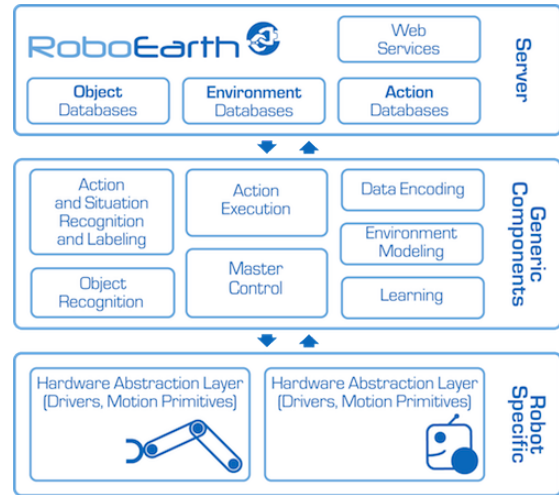 RoboEarth
Web
Services
Object
Databases
Environment
Databases
Action
Databases
Server
Action
and Situation
Recognition
and Labeling
Action
Execution
Data Encoding
Environment
Modeling
Object
Recognition
Master
Control
Learning
Generic
Components
Hardware Abstraction Layer
(Drivers, Motion Primitives)
Hardware Abstraction Layer
(Drivers, Motion Primitives)
Robot
Specific